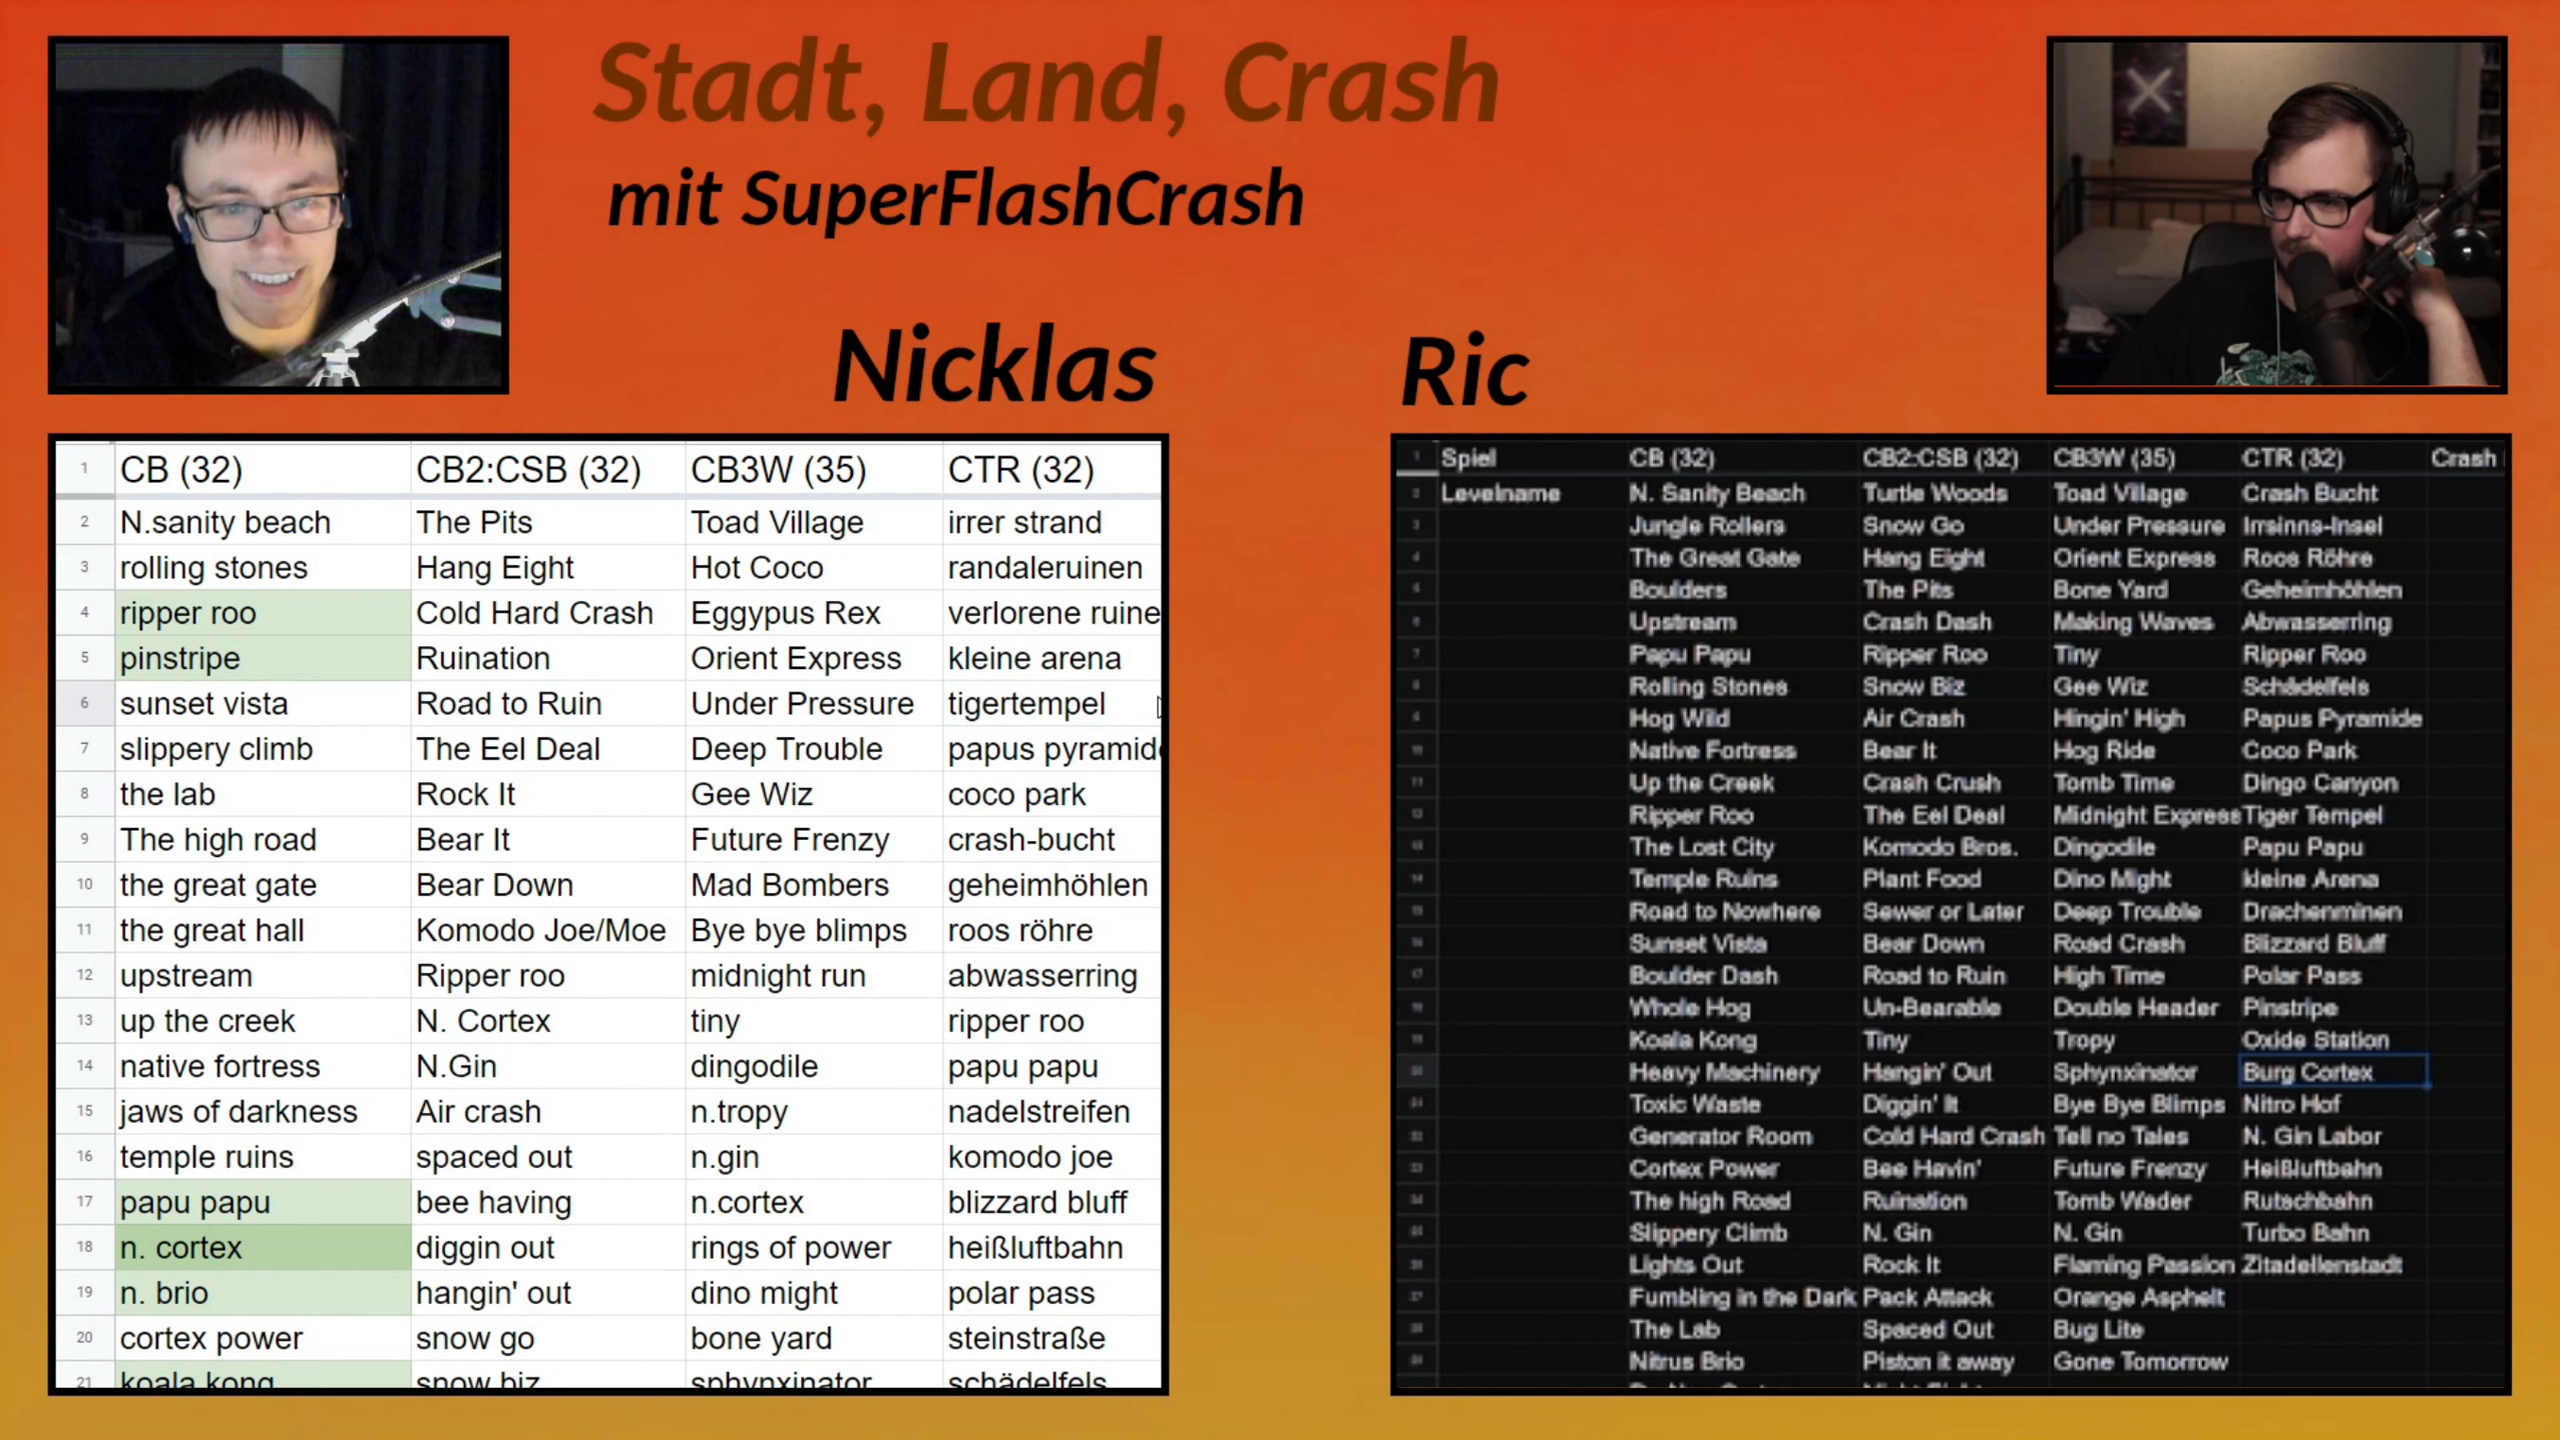 Stadt, Land, Crash
mit SuperFlashCrash
Nicklas
Ric
1 CB (32) CB2:CSB (32) CB3W (35) CTR (32)
2 N.sanity beach The Pits Toad Village irrer strand
3 rolling stones Hang Eight Hot Coco randaleruinen
4 ripper roo Cold Hard Crash Eggypus Rex verlorene ruine
5 pinstripe Ruination Orient Express kleine arena
6 sunset vista Road to Ruin Under Pressure tigertempel
7 slippery climb The Eel Deal Deep Trouble papus pyramide
8 the lab Rock It Gee Wiz coco park
9 The high road Bear It Future Frenzy crash-bucht
10 the great gate Bear Down Mad Bombers geheimhöhlen
11 the great hall Komodo Joe/Moe Bye bye blimps roos röhre
12 upstream Ripper roo midnight run abwasserring
13 up the creek N. Cortex tiny ripper roo
14 native fortress N.Gin dingodile papu papu
15 jaws of darkness Air crash n.tropy nadelstreifen
16 temple ruins spaced out n.gin komodo joe
17 papu papu bee having n.cortex blizzard bluff
18 n. cortex diggin out rings of power heißluftbahn
19 n. brio hangin' out dino might polar pass
20 cortex power snow go bone yard steinstraße
21 koala kong snow biz sphynxinator schädelfels
Spiel CB (32) CB2:CSB (32) CB3W (35) CTR (32) Crash
Levelname N. Sanity Beach Turtle Woods Toad Village Crash Bucht
Jungle Rollers Snow Go Under Pressure Irrsinns-Insel
The Great Gate Hang Eight Orient Express Roos Röhre
Boulders The Pits Bone Yard Geheimhöhlen
Upstream Crash Dash Making Waves Abwasserring
Papu Papu Ripper Roo Tiny Ripper Roo
Rolling Stones Snow Biz Gee Wiz Schädelfels
Hog Wild Air Crash Hingin' High Papus Pyramide
Native Fortress Bear It Hog Ride Coco Park
Up the Creek Crash Crush Tomb Time Dingo Canyon
Ripper Roo The Eel Deal Midnight Express Tiger Tempel
The Lost City Komodo Bros. Dingodile Papu Papu
Temple Ruins Plant Food Dino Might kleine Arena
Road to Nowhere Sewer or Later Deep Trouble Drachenminen
Sunset Vista Bear Down Road Crash Blizzard Bluff
Boulder Dash Road to Ruin High Time Polar Pass
Whole Hog Un-Bearable Double Header Pinstripe
Koala Kong Tiny Tropy Oxide Station
Heavy Machinery Hangin' Out Sphynxinator Burg Cortex
Toxic Waste Diggin' It Bye Bye Blimps Nitro Hof
Generator Room Cold Hard Crash Tell no Tales N. Gin Labor
Cortex Power Bee Havin' Future Frenzy Heißluftbahn
The high Road Ruination Tomb Wader Rutschbahn
Slippery Climb N. Gin N. Gin Turbo Bahn
Lights Out Rock It Flaming Passion Zitadellenstadt
Fumbling in the Dark Pack Attack Orange Asphelt
The Lab Spaced Out Bug Lite
Nitrus Brio Piston it away Gone Tomorrow